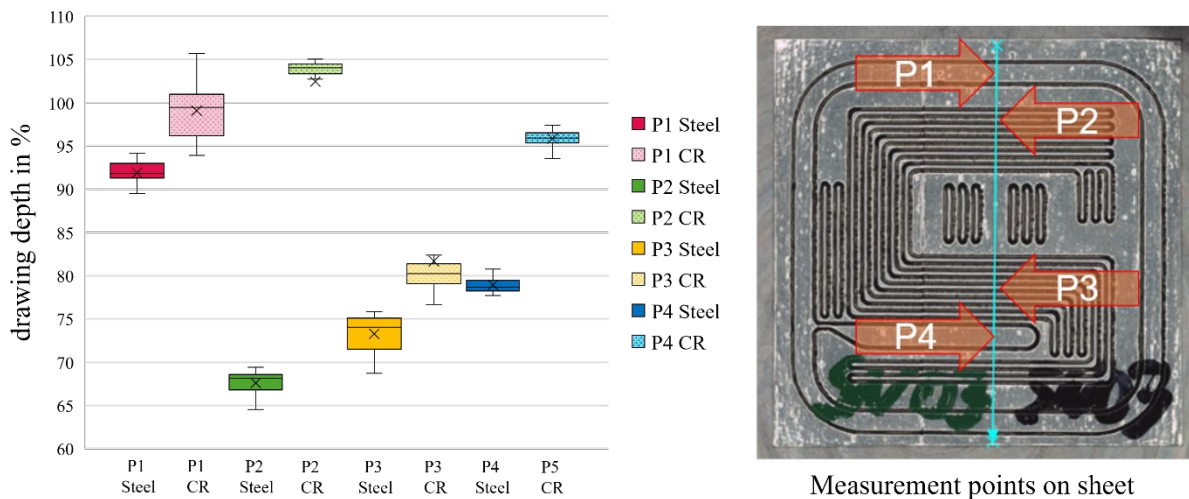 drawing depth in %
110
105
100
95
90
85
80
75
70
65
60
P1 Steel
P1 CR
P2 Steel
P2 CR
P3 Steel
P3 CR
P4 Steel
P5 CR
P1 Steel
P1 CR
P2 Steel
P2 CR
P3 Steel
P3 CR
P4 Steel
P4 CR
P1
P2
P3
P4
Measurement points on sheet